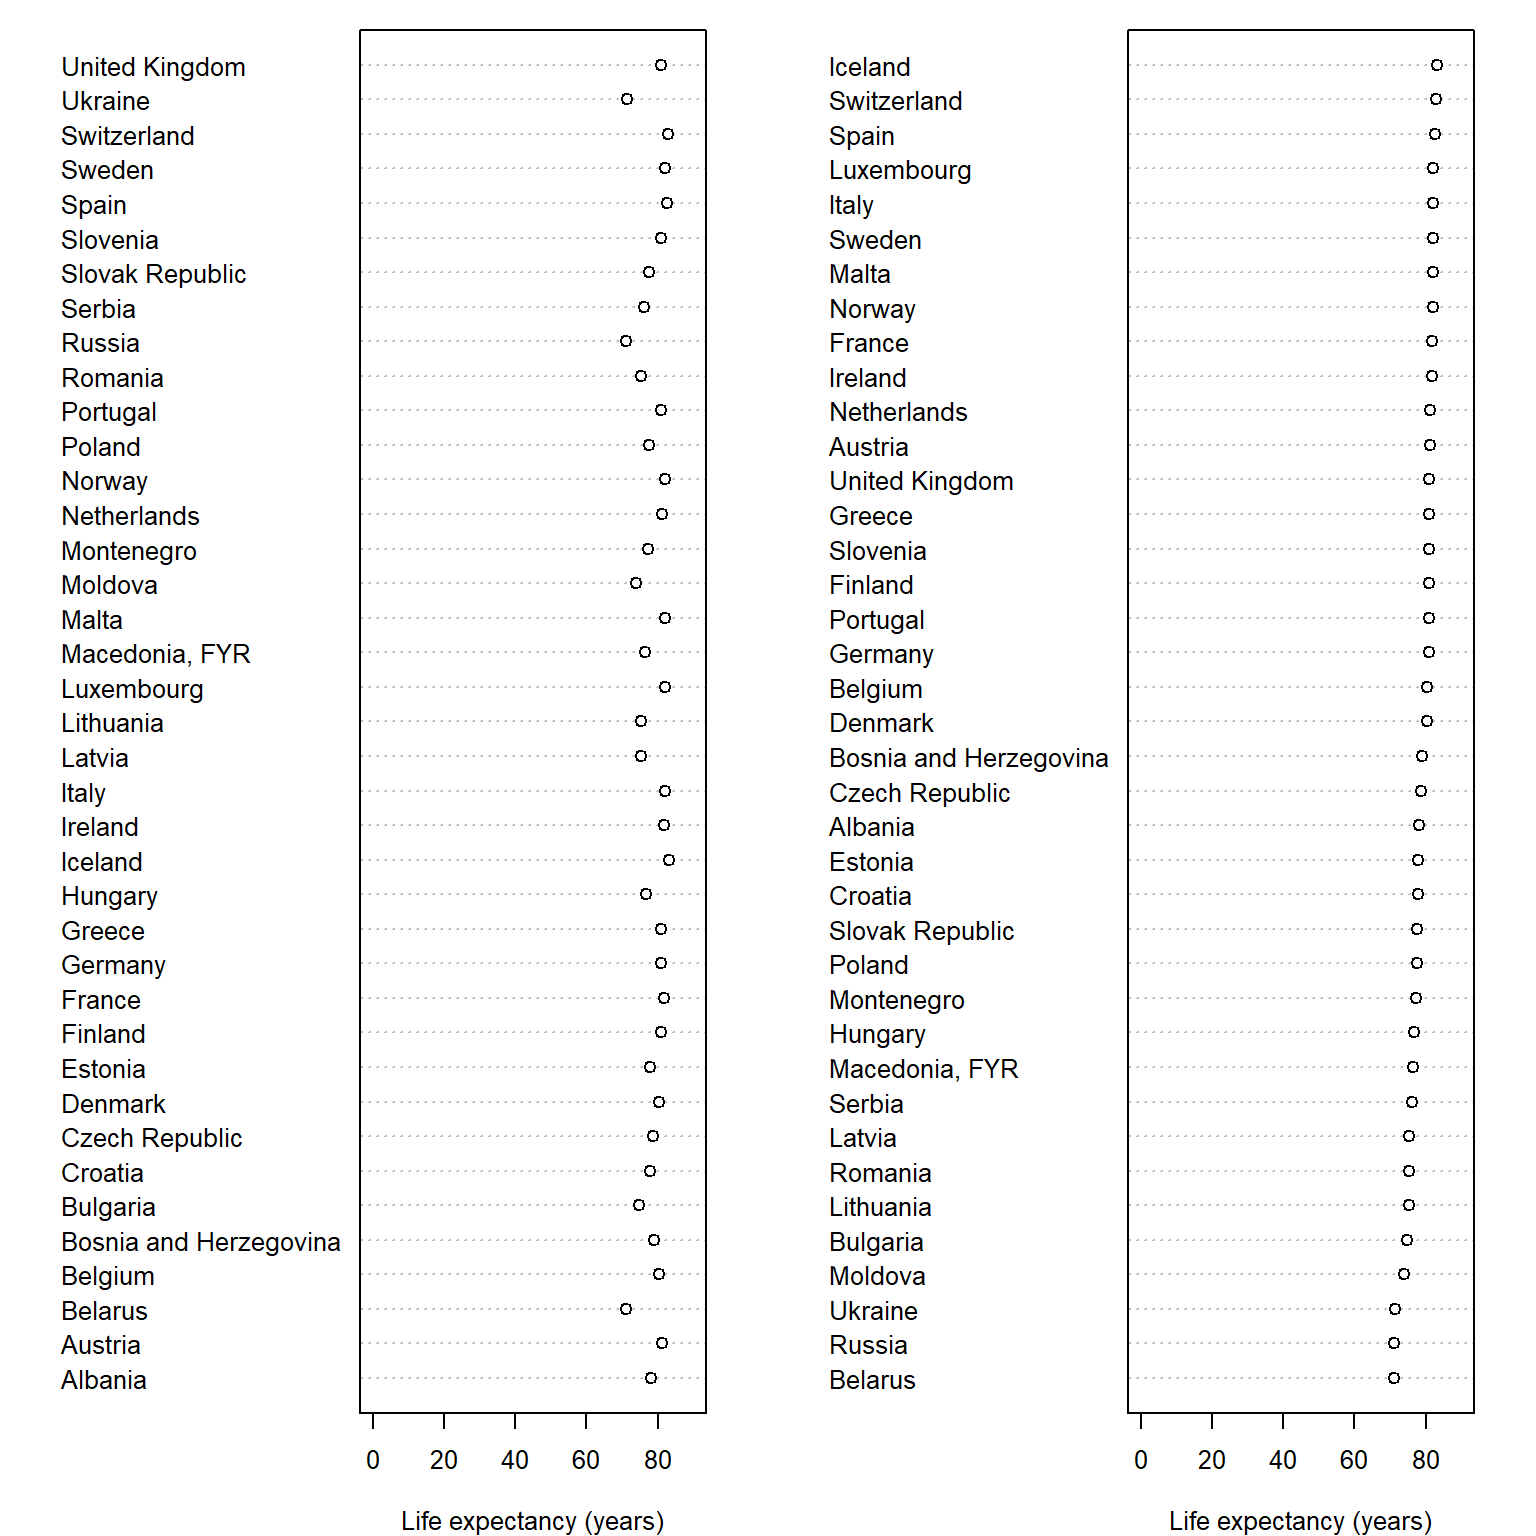 United Kingdom
Ukraine
Switzerland
Sweden
Spain
Slovenia
Slovak Republic
Serbia
Russia
Romania
Portugal
Poland
Norway
Netherlands
Montenegro
Moldova
Malta
Macedonia, FYR
Luxembourg
Lithuania
Latvia
Italy
Ireland
Iceland
Hungary
Greece
Germany
France
Finland
Estonia
Denmark
Czech Republic
Croatia
Bulgaria
Bosnia and Herzegovina
Belgium
Belarus
Austria
Albania
0 20 40 60 80
Life expectancy (years)
Iceland
Switzerland
Spain
Luxembourg
Italy
Sweden
Malta
Norway
France
Ireland
Netherlands
Austria
United Kingdom
Greece
Slovenia
Finland
Portugal
Germany
Belgium
Denmark
Bosnia and Herzegovina
Czech Republic
Albania
Estonia
Croatia
Slovak Republic
Poland
Montenegro
Hungary
Macedonia, FYR
Serbia
Latvia
Romania
Lithuania
Bulgaria
Moldova
Ukraine
Russia
Belarus
0 20 40 60 80
Life expectancy (years)